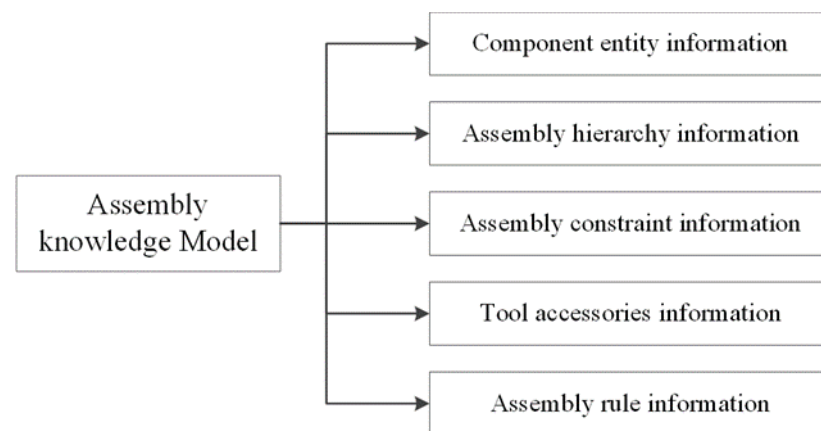 Component entity information
Assembly hierarchy information
Assembly
knowledge Model
Assembly constraint information
Tool accessories information
Assembly rule information